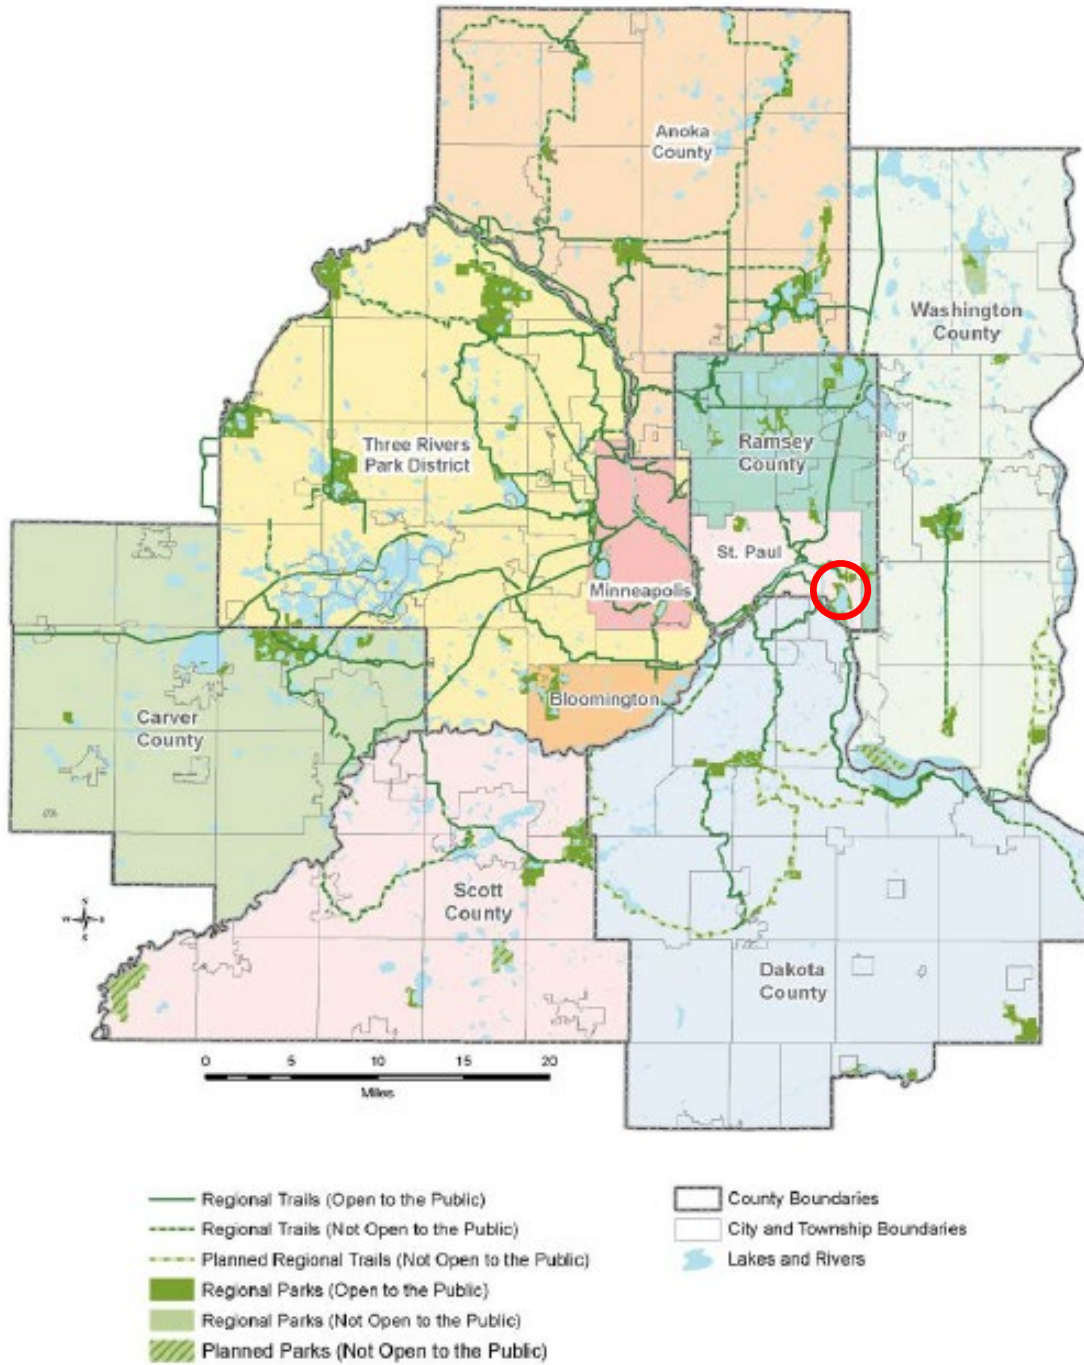 Anoka
County
Washington
County
Three Rivers
Park District
Ramsey
County
St. Paul
Minneapolis
Bloomington
Carver
County
Scott
County
Dakota
County
0 5 10 15 20
Miles
Regional Trails (Open to the Public)
Regional Trails (Not Open to the Public)
Planned Regional Trails (Not Open to the Public)
Regional Parks (Open to the Public)
Regional Parks (Not Open to the Public)
Planned Parks (Not Open to the Public)
County Boundaries
City and Township Boundaries
Lakes and Rivers